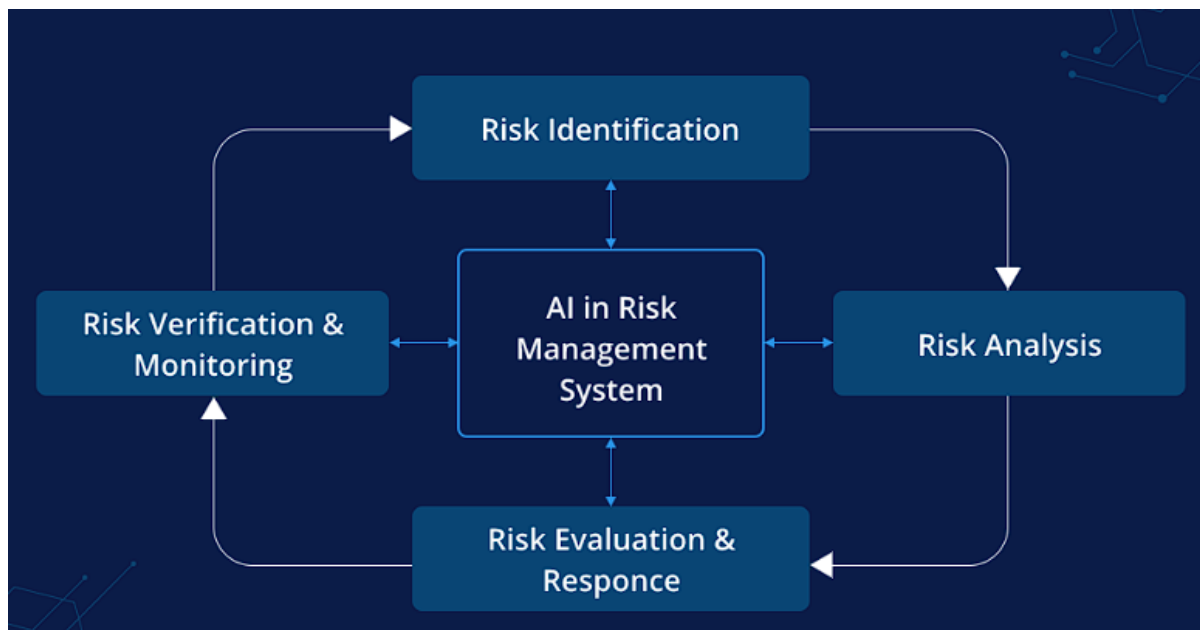 Risk Identification
Risk Verification &
Monitoring
AI in Risk
Management
System
Risk Analysis
Risk Evaluation &
Responce